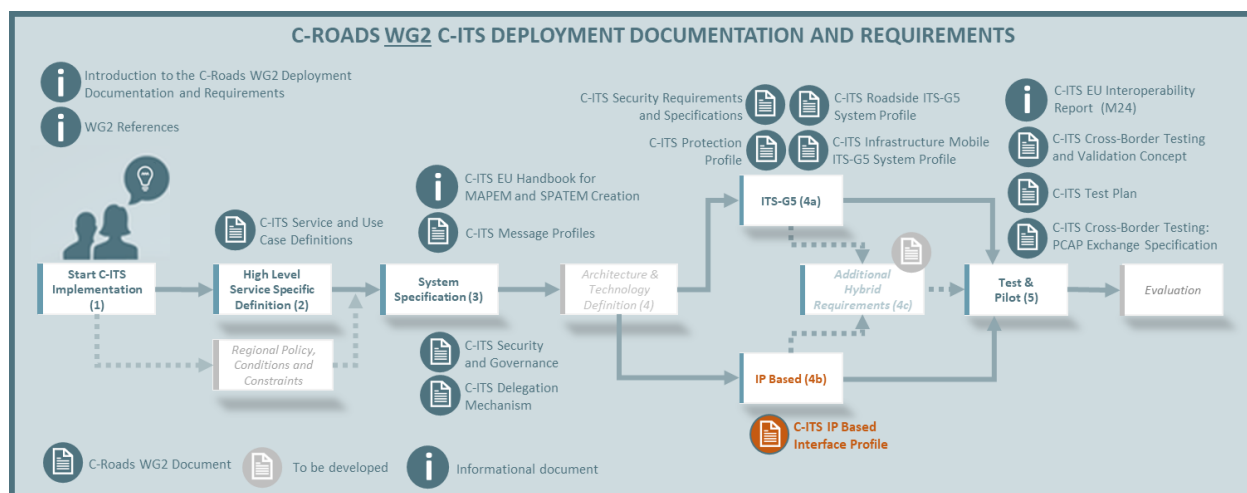 C-ROADS WG2 C-ITS DEPLOYMENT DOCUMENTATION AND REQUIREMENTS
Introduction to the C-Roads WG2 Deployment
Documentation and Requirements
WG2 References
C-ITS Service and Use
Case Definitions
C-ITS EU Handbook for
MAPEM and SPATEM Creation
C-ITS Message Profiles
C-ITS Security Requirements
and Specifications
C-ITS Roadside ITS-G5
System Profile
C-ITS Protection
Profile
C-ITS Infrastructure Mobile
ITS-G5 System Profile
C-ITS EU Interoperability
Report (M24)
C-ITS Cross-Border Testing
and Validation Concept
C-ITS Test Plan
C-ITS Cross-Border Testing:
PCAP Exchange Specification
Start C-ITS
Implementation
(1)
High Level
Service Specific
Definition (2)
System
Specification (3)
Architecture &
Technology
Definition (4)
ITS-G5 (4a)
Additional
Hybrid
Requirements (4c)
Test &
Pilot (5)
Evaluation
Regional Policy,
Conditions and
Constraints
C-ITS Security
and Governance
C-ITS Delegation
Mechanism
IP Based (4b)
C-ITS IP Based
Interface Profile
C-Roads WG2 Document
To be developed
Informational document